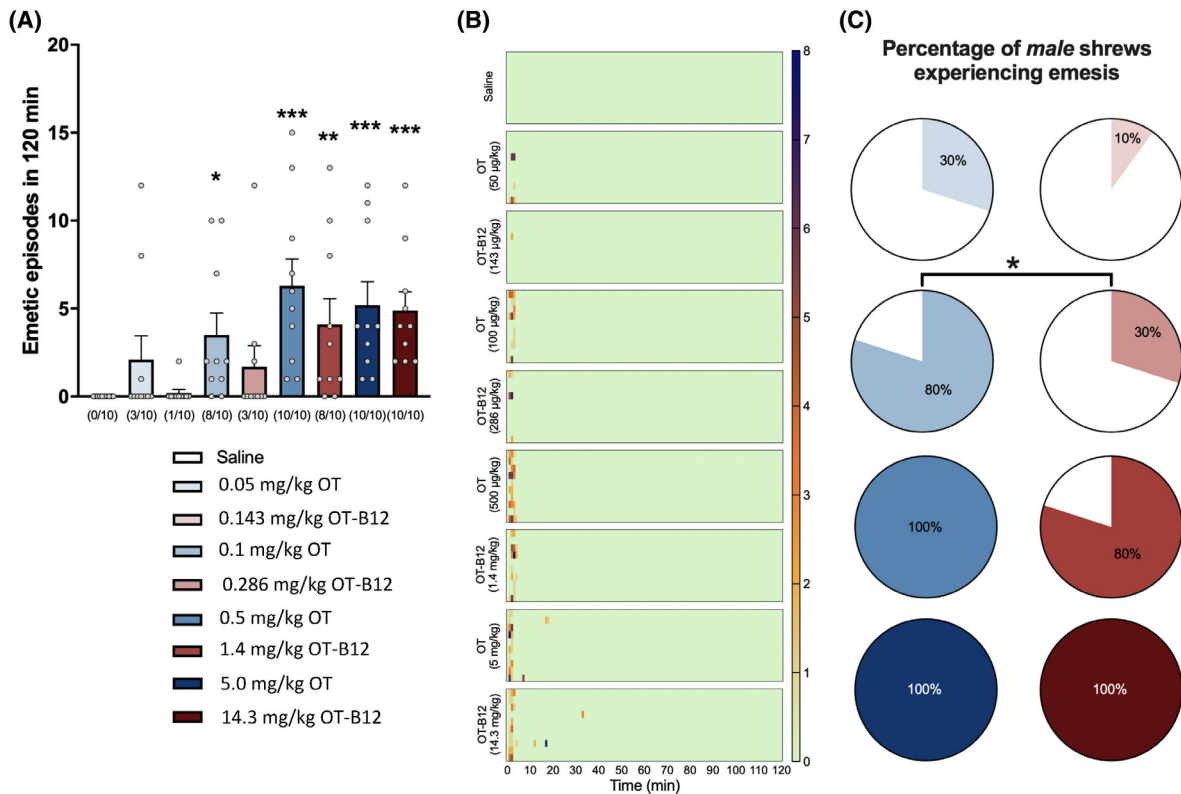 (A)
20
15
10
5
0
Emetic episodes in 120 min
*
***
**
***
***
(0/10) (3/10) (1/10) (8/10) (3/10) (10/10) (8/10) (10/10) (10/10)
Saline
0.05 mg/kg OT
0.143 mg/kg OT-B12
0.1 mg/kg OT
0.286 mg/kg OT-B12
0.5 mg/kg OT
1.4 mg/kg OT-B12
5.0 mg/kg OT
14.3 mg/kg OT-B12
(B)
Saline
OT
(50 µg/kg)
OT-B12
(143 µg/kg)
OT
(100 µg/kg)
OT-B12
(286 µg/kg)
OT
(500 µg/kg)
OT-B12
(1.4 mg/kg)
OT
(5 mg/kg)
OT-B12
(14.3 mg/kg)
0 10 20 30 40 50 60 70 80 90 100 110 120
Time (min)
8
7
6
5
4
3
2
1
0
(C)
Percentage of male shrews
experiencing emesis
30%
10%
*
80%
30%
100%
80%
100%
100%